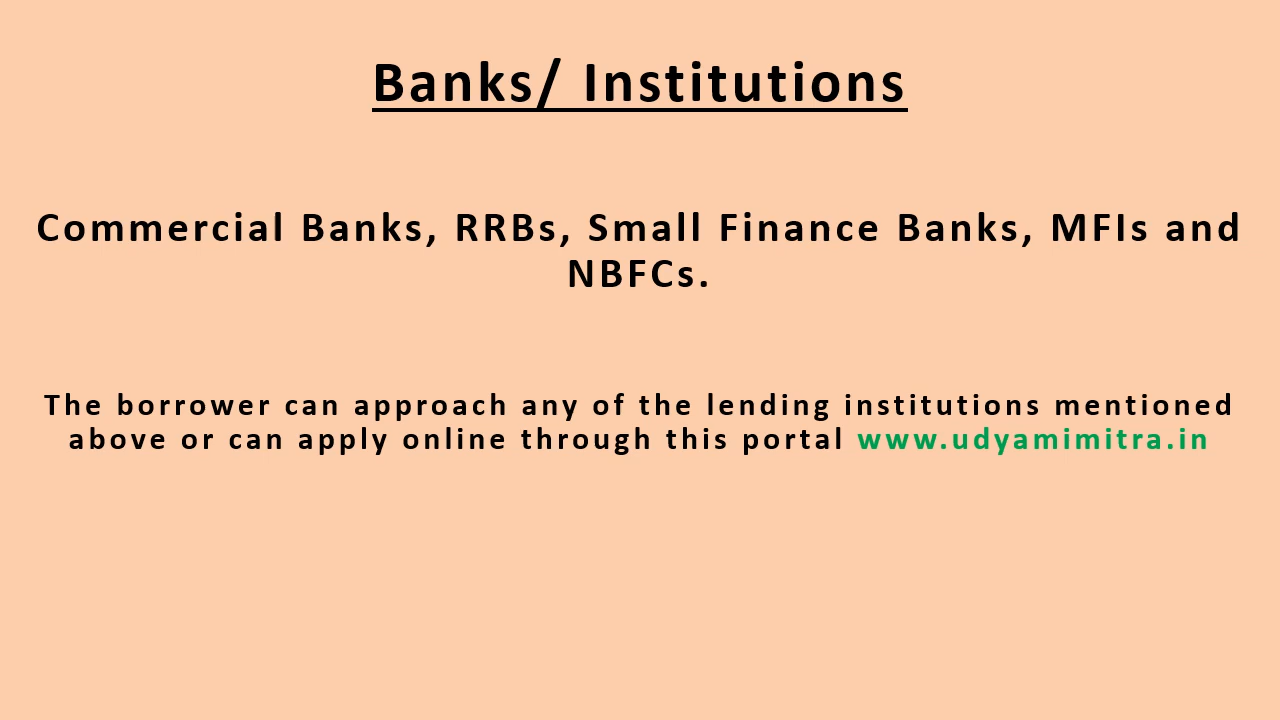 Banks/ Institutions
Commercial Banks, RRBs, Small Finance Banks, MFIs and
NBFCs.
The borrower can approach any of the lending institutions mentioned
above or can apply online through this portal www.udyamimitra.in